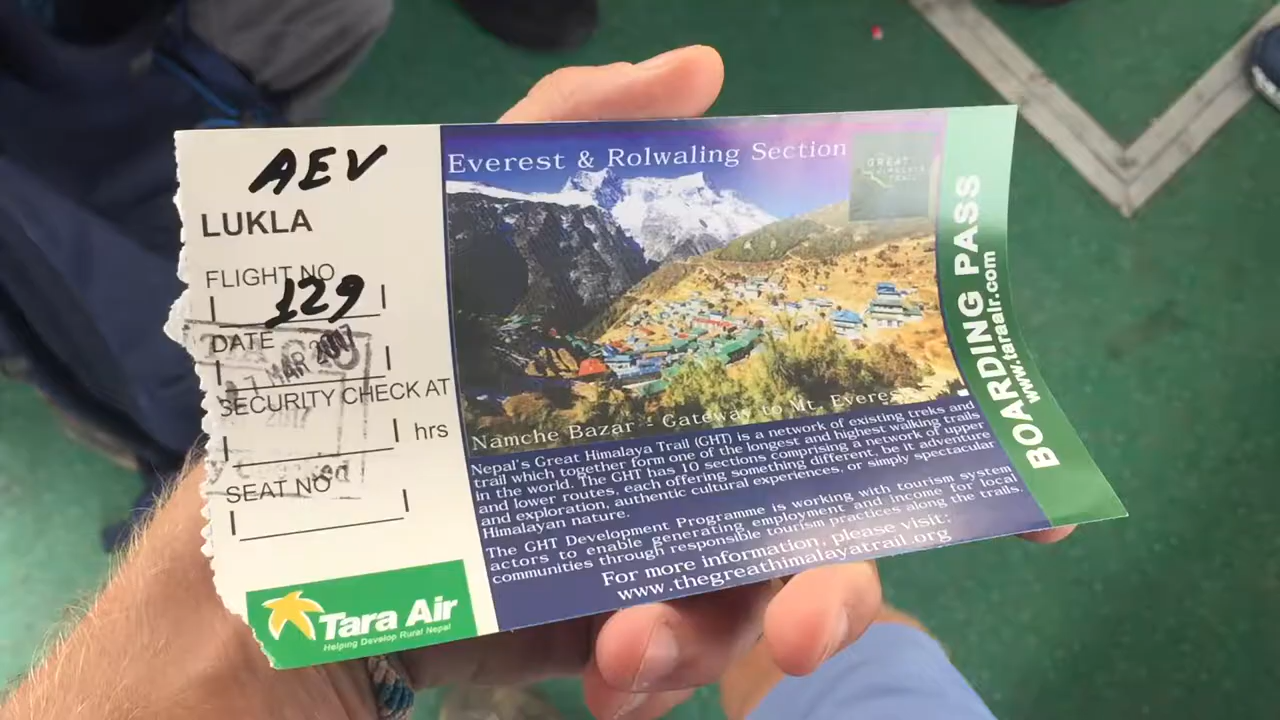 AEV
LUKLA
FLIGHT NO
129
DATE
MAR
SECURITY CHECK AT
hrs
SEAT NO
Tara Air
Helping Develop Rural Nepal
Everest & Rolwaling Section
GREAT
HIMALAYA
TRAIL
Namche Bazar - Gateway to Mt. Everest
Nepal's Great Himalaya Trail (GHT) is a network of existing treks and
trail which together form one of the longest and highest walking trails
in the world. The GHT has 10 sections comprising a network of upper
and lower routes, each offering something different, be it adventure
and exploration, authentic cultural experiences, or simply spectacular
Himalayan nature.
The GHT Development Programme is working with tourism system
actors to enable generating employment and income for local
communities through responsible tourism practices along the trails.
For more information, please visit:
www.thegreathimalayatrail.org
BOARDING PASS
www.taraair.com